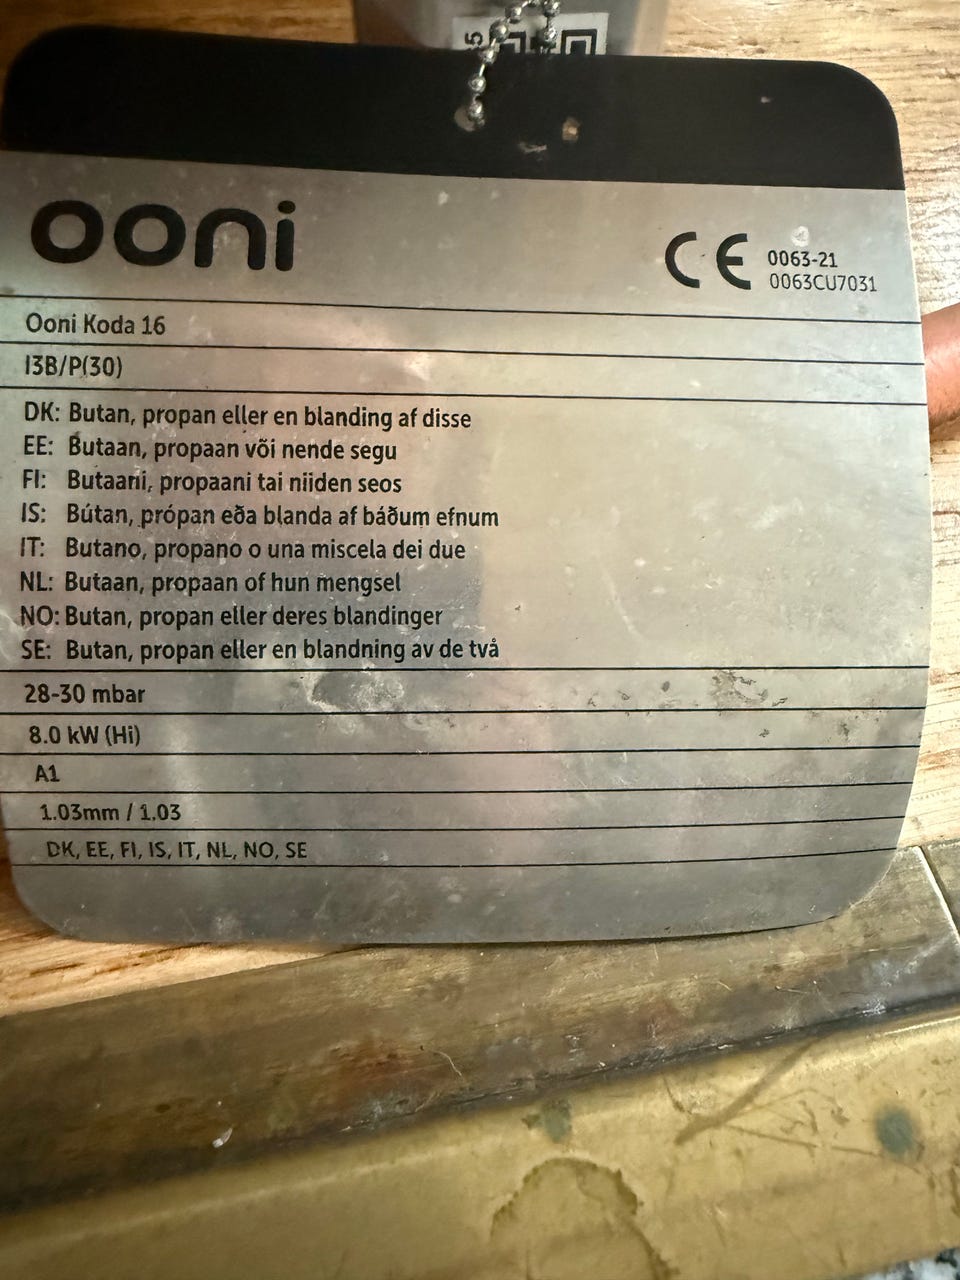 ooni
CE 0063-21
0063CU7031
Ooni Koda 16
I3B/P(30)
DK: Butan, propan eller en blanding af disse
EE: Butaan, propaan või nende segu
FI: Butaani, propaani tai niiden seos
IS: Bútan, própan eða blanda af báðum efnum
IT: Butano, propano o una miscela dei due
NL: Butaan, propaan of hun mengsel
NO: Butan, propan eller deres blandinger
SE: Butan, propan eller en blandning av de två
28-30 mbar
8.0 kW (Hi)
A1
1.03mm / 1.03
DK, EE, FI, IS, IT, NL, NO, SE